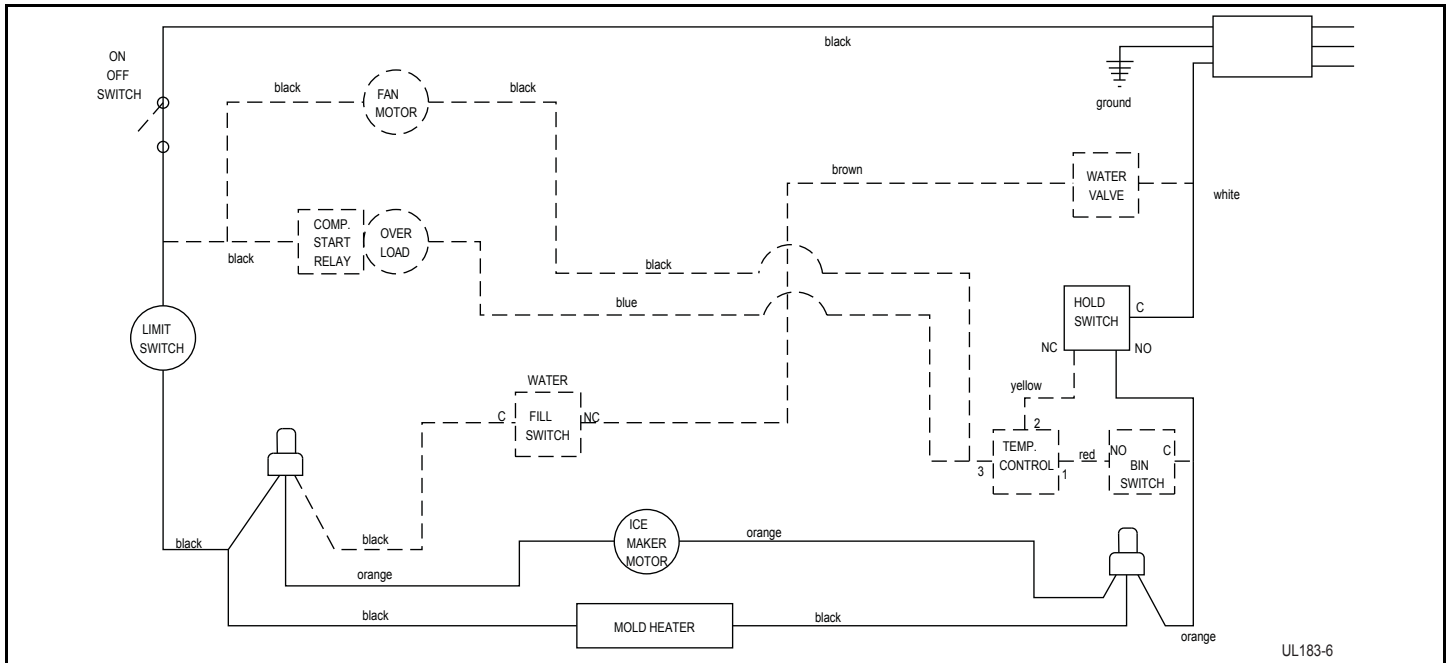 black
ON
OFF
SWITCH
ground
black
FAN
MOTOR
black
brown
WATER
VALVE
white
COMP.
START
RELAY
OVER
LOAD
black
black
blue
HOLD
SWITCH
C
NC
NO
LIMIT
SWITCH
yellow
WATER
C
FILL
SWITCH
NC
2
TEMP.
CONTROL
3
1
red
NO
C
BIN
SWITCH
black
black
ICE
MAKER
MOTOR
orange
orange
black
MOLD HEATER
black
orange
UL183-6